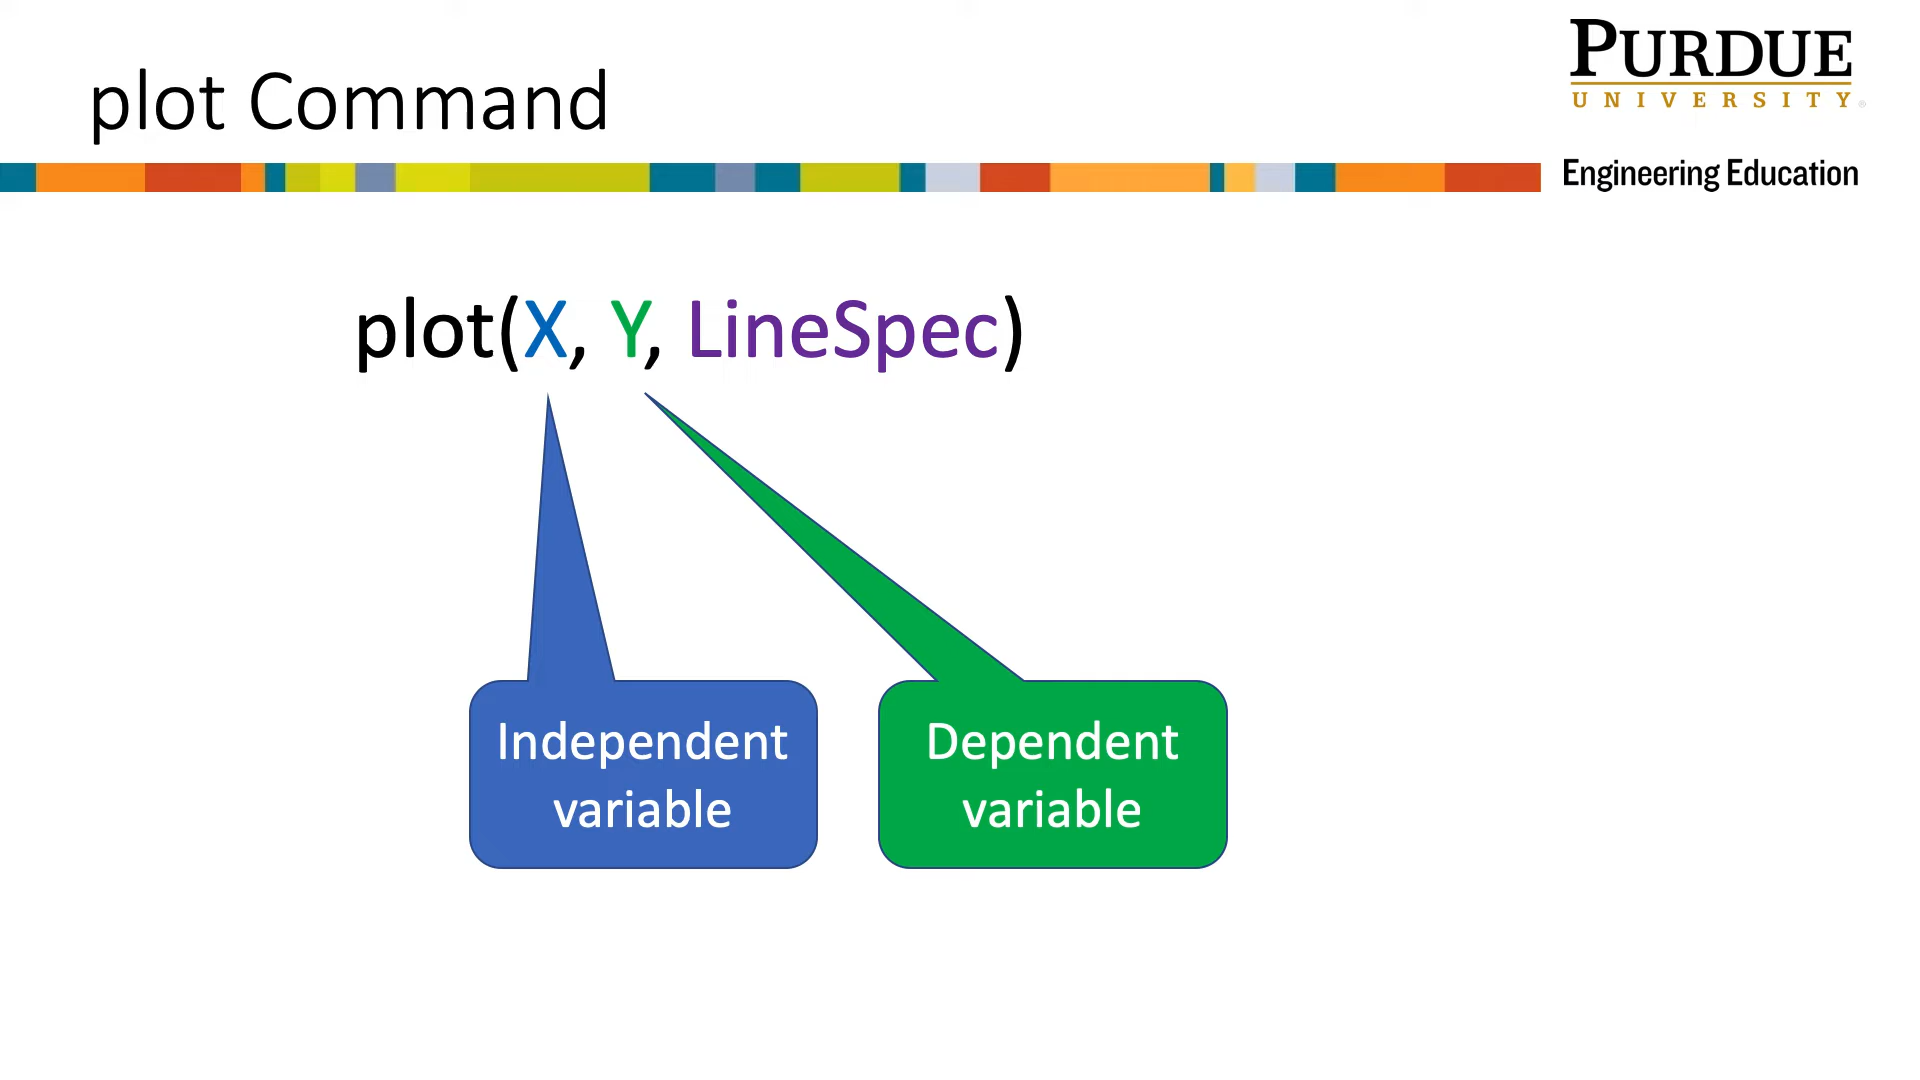 plot Command
PURDUE
UNIVERSITY®
Engineering Education
plot(X, Y, LineSpec)
Independent
variable
Dependent
variable